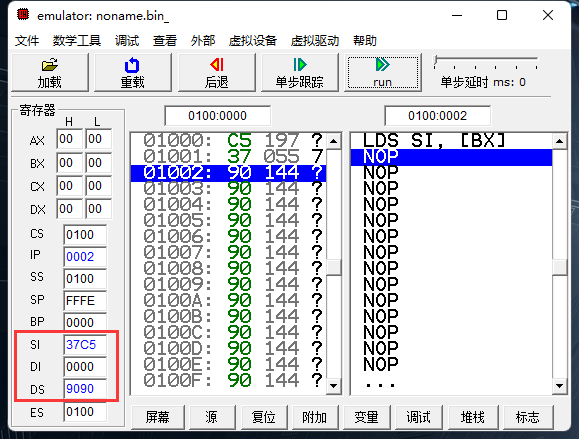 emulator: noname.bin_
文件 数学工具 调试 查看 外部 虚拟设备 虚拟驱动 帮助
加载 重载 后退 单步跟踪 run 单步延时 ms: 0
寄存器
H L
AX 00 00
BX 00 00
CX 00 00
DX 00 00
CS 0100
IP 0002
SS 0100
SP FFFE
BP 0000
SI 37C5
DI 0000
DS 9090
ES 0100
0100:0000
01000: C5 197 ?
01001: 37 055 7
01002: 90 144 ?
01003: 90 144 ?
01004: 90 144 ?
01005: 90 144 ?
01006: 90 144 ?
01007: 90 144 ?
01008: 90 144 ?
01009: 90 144 ?
0100A: 90 144 ?
0100B: 90 144 ?
0100C: 90 144 ?
0100D: 90 144 ?
0100E: 90 144 ?
0100F: 90 144 ?
0100:0002
LDS SI, [BX]
NOP
NOP
NOP
NOP
NOP
NOP
NOP
NOP
NOP
NOP
NOP
NOP
NOP
NOP
...
屏幕 源 复位 附加 变量 调试 堆栈 标志